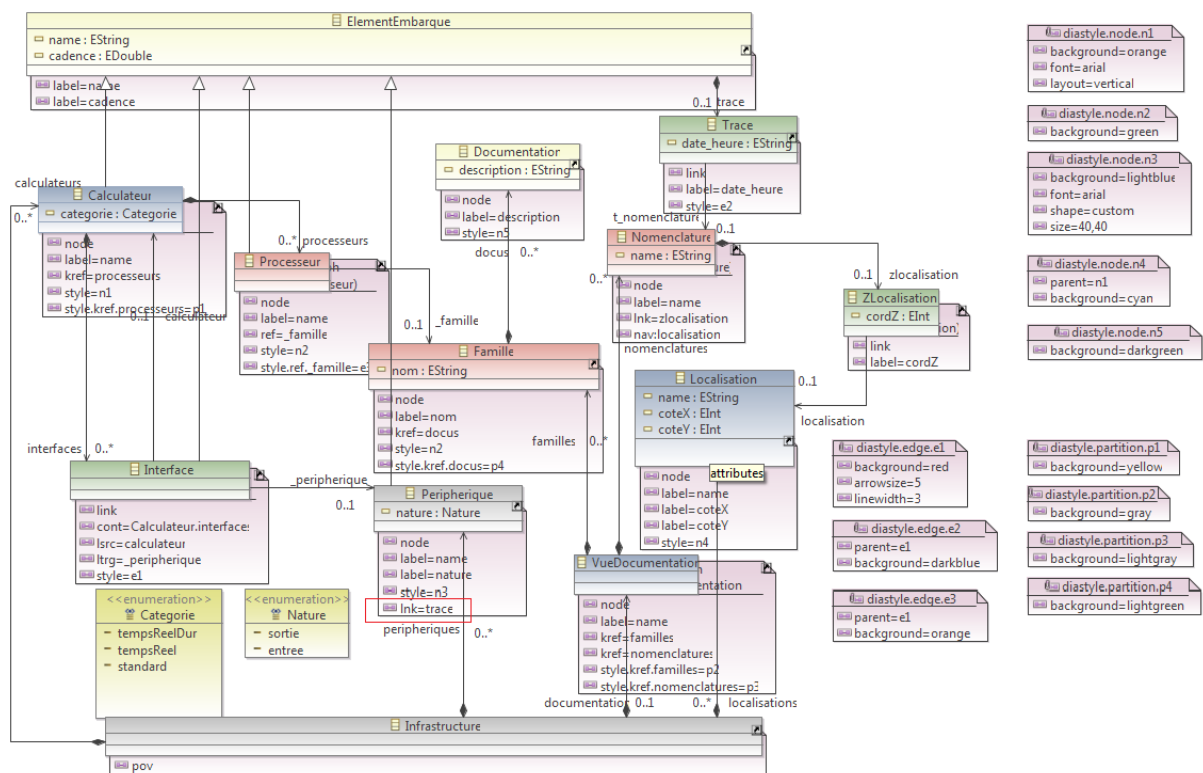 ElementEmbarque
name : EString
cadence : EDouble
label=name
label=cadence
0..1 trace
Trace
date_heure : EString
link
label=date_heure
style=e2
Documentation
description : EString
node
label=description
style=n5
docus
0..*
calculateurs
0..*
Calculateur
categorie : Categorie
node
label=name
kref=processeurs
style=n1
style.kref.processeurs=p1
0..1
calculateur
0..* processeurs
Processeur
node
label=name
ref=_famille
style=n2
0..1
_famille
Famille
nom : EString
node
label=nom
kref=docus
style=n2
style.kref.docus=p4
t_nomenclature
0..1
Nomenclature
name : EString
0..*
node
label=name
lnk=zlocalisation
nav:localisation
nomenclatures
0..1
zlocalisation
ZLocalisation
cordZ : EInt
link
label=cordZ
0..1
localisation
Localisation
name : EString
coteX : EInt
coteY : EInt
attributes
node
label=name
label=coteX
label=coteY
style=n4
familles
0..*
interfaces
0..*
Interface
link
cont=Calculateur.interfaces
lsrc=calculateur
ltrg=_peripherique
style=e1
_peripherique
0..1
Peripherique
nature : Nature
node
label=name
label=nature
style=n3
lnk=trace
peripheriques
0..*
VueDocumentation
node
label=name
kref=familles
kref=nomenclatures
style.kref.familles=p2
style.kref.nomenclatures=p3
<<enumeration>>
Categorie
tempsReelDur
tempsReel
standard
<<enumeration>>
Nature
sortie
entree
documentation
0..1
0..*
localisations
Infrastructure
pov
diastyle.node.n1
background=orange
font=arial
layout=vertical
diastyle.node.n2
background=green
diastyle.node.n3
background=lightblue
font=arial
shape=custom
size=40,40
diastyle.node.n4
parent=n1
background=cyan
diastyle.node.n5
background=darkgreen
diastyle.edge.e1
background=red
arrowsize=5
linewidth=3
diastyle.edge.e2
parent=e1
background=darkblue
diastyle.edge.e3
parent=e1
background=orange
diastyle.partition.p1
background=yellow
diastyle.partition.p2
background=gray
diastyle.partition.p3
background=lightgray
diastyle.partition.p4
background=lightgreen